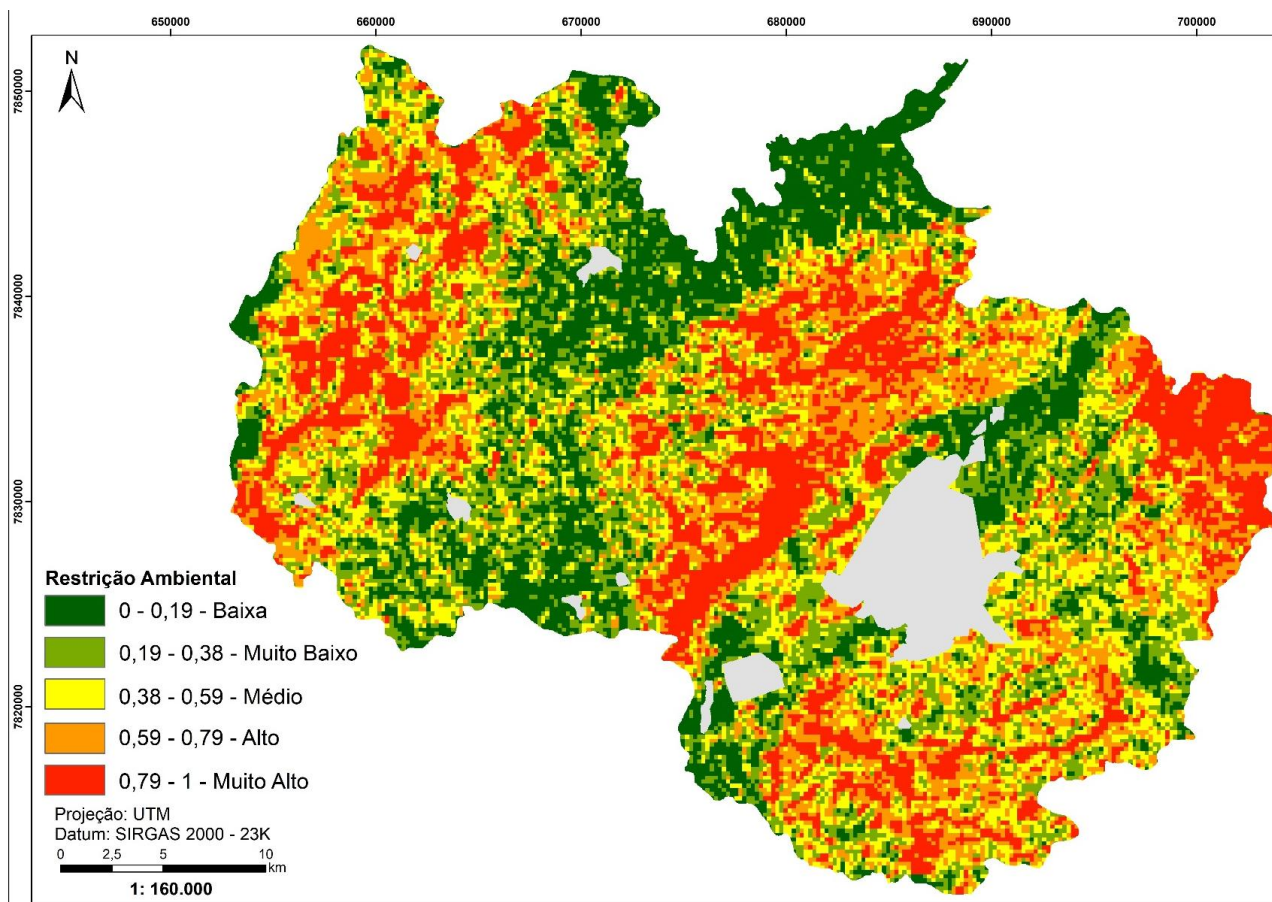 650000 660000 670000 680000 690000 700000
N
7850000
7840000
7830000
7820000
Restrição Ambiental
0 - 0,19 - Baixa
0,19 - 0,38 - Muito Baixo
0,38 - 0,59 - Médio
0,59 - 0,79 - Alto
0,79 - 1 - Muito Alto
Projeção: UTM
Datum: SIRGAS 2000 - 23K
0 2,5 5 10
km
1: 160.000